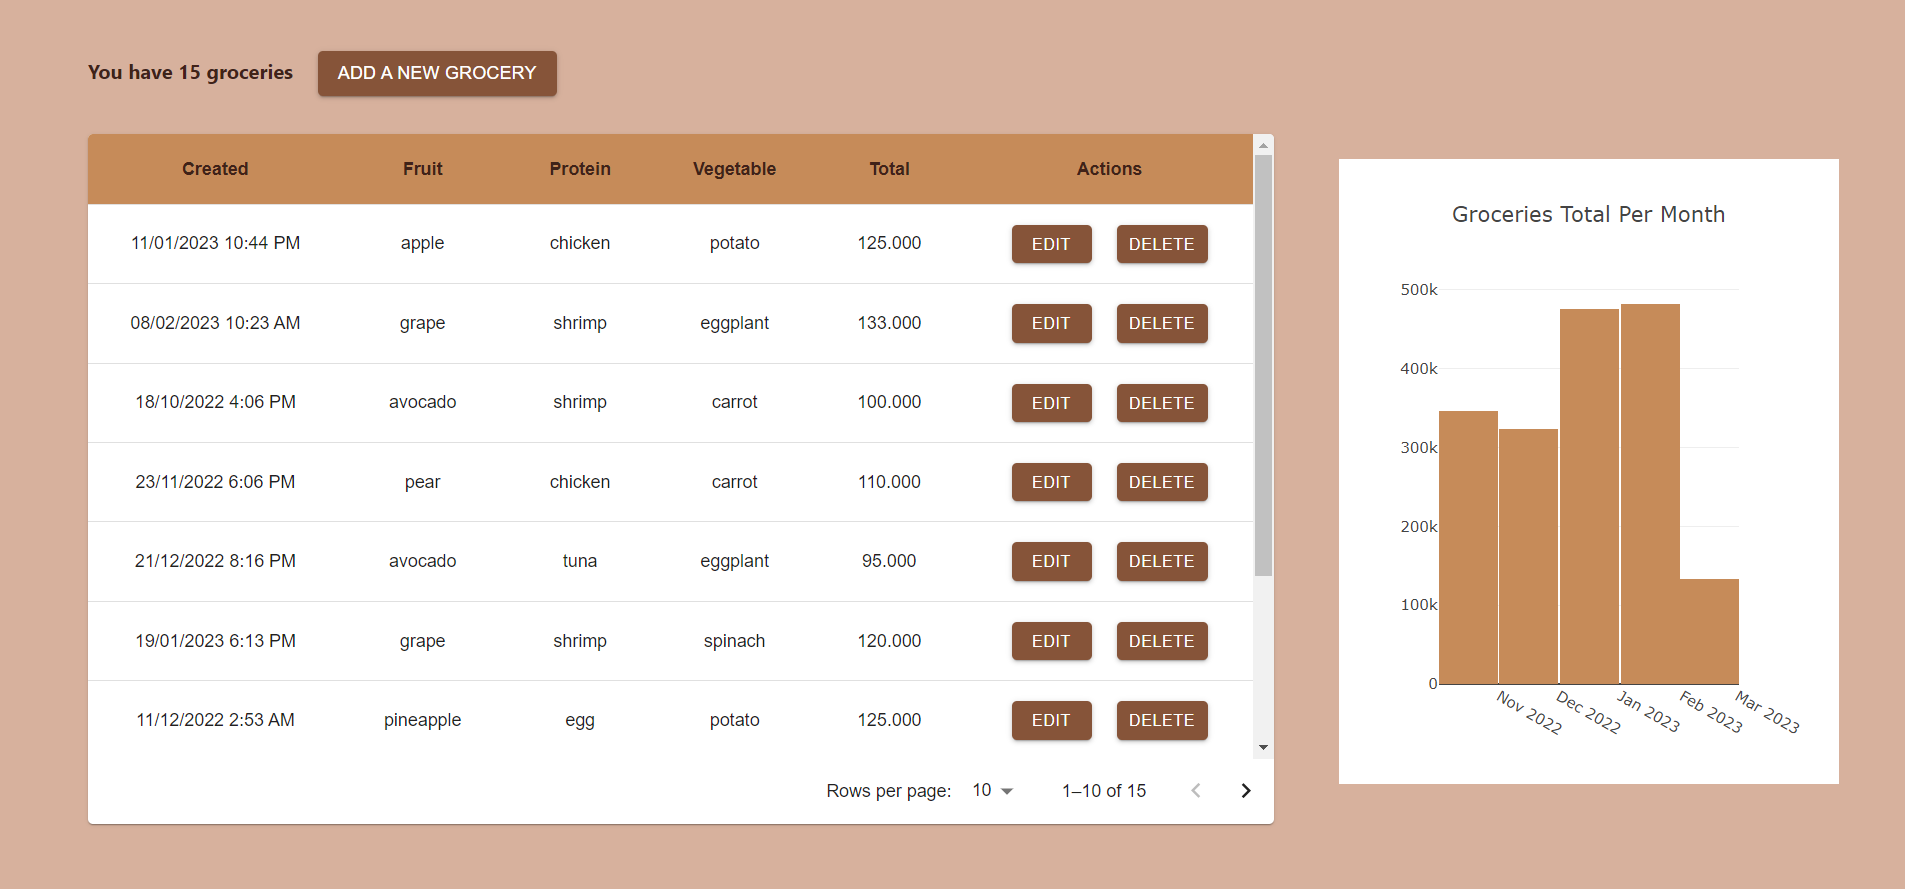 You have 15 groceries ADD A NEW GROCERY
Created Fruit Protein Vegetable Total Actions
11/01/2023 10:44 PM apple chicken potato 125.000 EDIT DELETE
08/02/2023 10:23 AM grape shrimp eggplant 133.000 EDIT DELETE
18/10/2022 4:06 PM avocado shrimp carrot 100.000 EDIT DELETE
23/11/2022 6:06 PM pear chicken carrot 110.000 EDIT DELETE
21/12/2022 8:16 PM avocado tuna eggplant 95.000 EDIT DELETE
19/01/2023 6:13 PM grape shrimp spinach 120.000 EDIT DELETE
11/12/2022 2:53 AM pineapple egg potato 125.000 EDIT DELETE
Rows per page: 10 1–10 of 15
Groceries Total Per Month
500k
400k
300k
200k
100k
0
Nov 2022 Dec 2022 Jan 2023 Feb 2023 Mar 2023